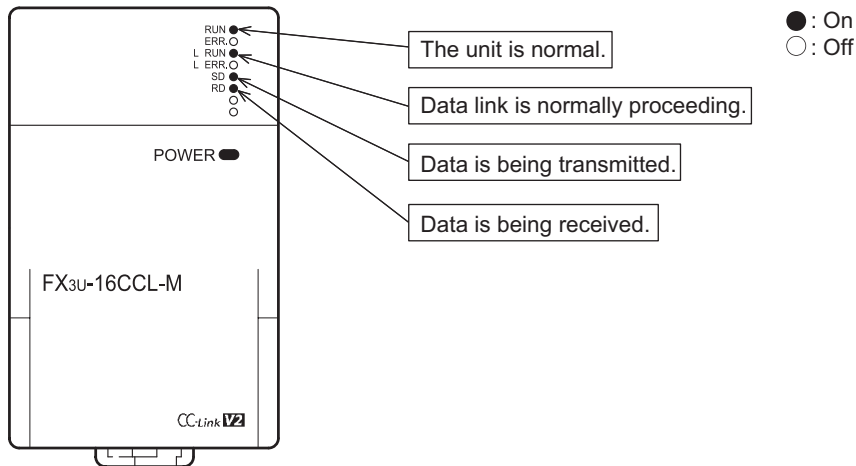 RUN
ERR.
L RUN
L ERR.
SD
RD
The unit is normal.
Data link is normally proceeding.
Data is being transmitted.
Data is being received.
: On
: Off
POWER
FX3U-16CCL-M
CC-Link V2